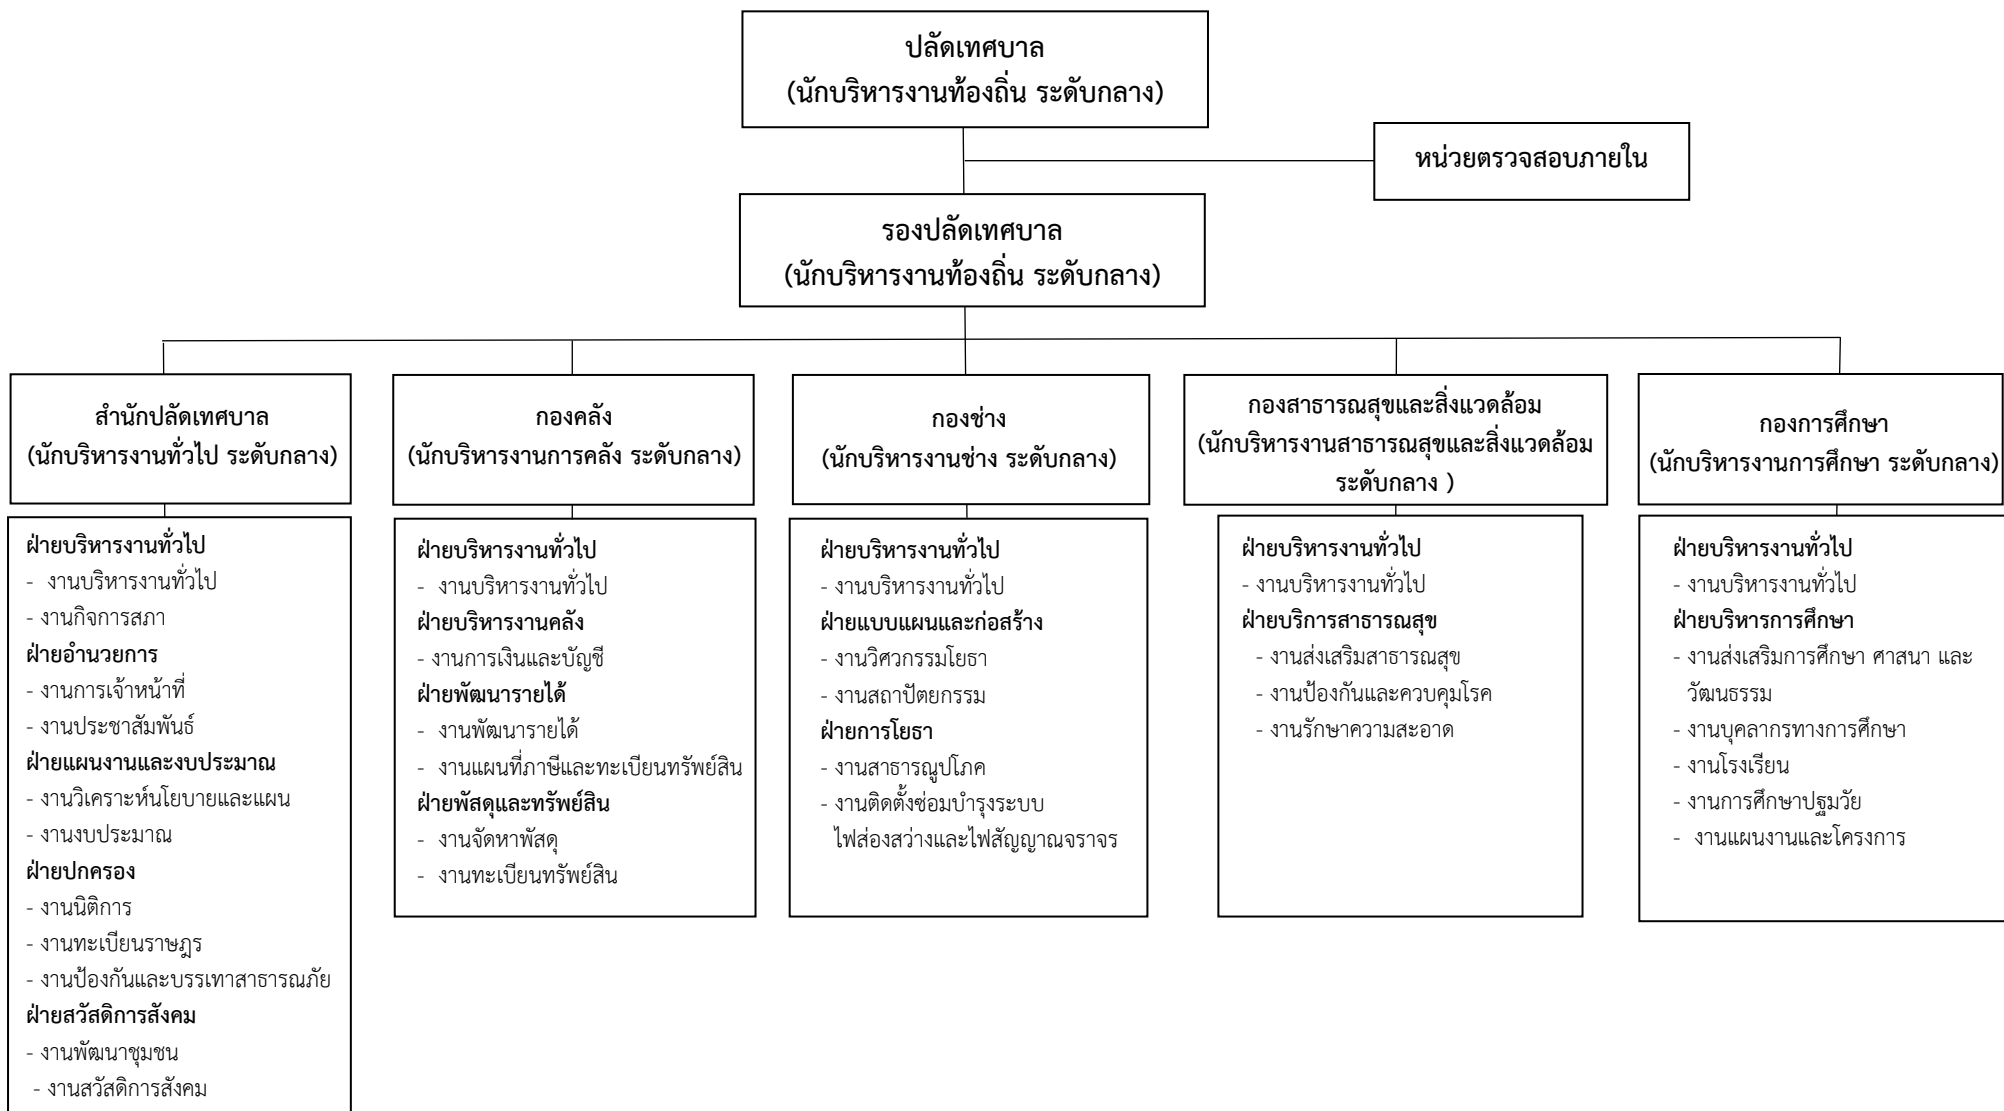 ปลัดเทศบาล
(นักบริหารงานท้องถิ่น ระดับกลาง)
หน่วยตรวจสอบภายใน
รองปลัดเทศบาล
(นักบริหารงานท้องถิ่น ระดับกลาง)
สำนักปลัดเทศบาล
(นักบริหารงานทั่วไป ระดับกลาง)
กองคลัง
(นักบริหารงานการคลัง ระดับกลาง)
กองช่าง
(นักบริหารงานช่าง ระดับกลาง)
กองสาธารณสุขและสิ่งแวดล้อม
(นักบริหารงานสาธารณสุขและสิ่งแวดล้อม
ระดับกลาง )
กองการศึกษา
(นักบริหารงานการศึกษา ระดับกลาง)
ฝ่ายบริหารงานทั่วไป
- งานบริหารงานทั่วไป
- งานกิจการสภา
ฝ่ายอำนวยการ
- งานการเจ้าหน้าที่
- งานประชาสัมพันธ์
ฝ่ายแผนงานและงบประมาณ
- งานวิเคราะห์นโยบายและแผน
- งานงบประมาณ
ฝ่ายปกครอง
- งานนิติการ
- งานทะเบียนราษฎร
- งานป้องกันและบรรเทาสาธารณภัย
ฝ่ายสวัสดิการสังคม
- งานพัฒนาชุมชน
- งานสวัสดิการสังคม
ฝ่ายบริหารงานทั่วไป
- งานบริหารงานทั่วไป
ฝ่ายบริหารงานคลัง
- งานการเงินและบัญชี
ฝ่ายพัฒนารายได้
- งานพัฒนารายได้
- งานแผนที่ภาษีและทะเบียนทรัพย์สิน
ฝ่ายพัสดุและทรัพย์สิน
- งานจัดหาพัสดุ
- งานทะเบียนทรัพย์สิน
ฝ่ายบริหารงานทั่วไป
- งานบริหารงานทั่วไป
ฝ่ายแบบแผนและก่อสร้าง
- งานวิศวกรรมโยธา
- งานสถาปัตยกรรม
ฝ่ายการโยธา
- งานสาธารณูปโภค
- งานติดตั้งซ่อมบำรุงระบบ
ไฟส่องสว่างและไฟสัญญาณจราจร
ฝ่ายบริหารงานทั่วไป
- งานบริหารงานทั่วไป
ฝ่ายบริการสาธารณสุข
- งานส่งเสริมสาธารณสุข
- งานป้องกันและควบคุมโรค
- งานรักษาความสะอาด
ฝ่ายบริหารงานทั่วไป
- งานบริหารงานทั่วไป
ฝ่ายบริหารการศึกษา
- งานส่งเสริมการศึกษา ศาสนา และ
วัฒนธรรม
- งานบุคลากรทางการศึกษา
- งานโรงเรียน
- งานการศึกษาปฐมวัย
- งานแผนงานและโครงการ